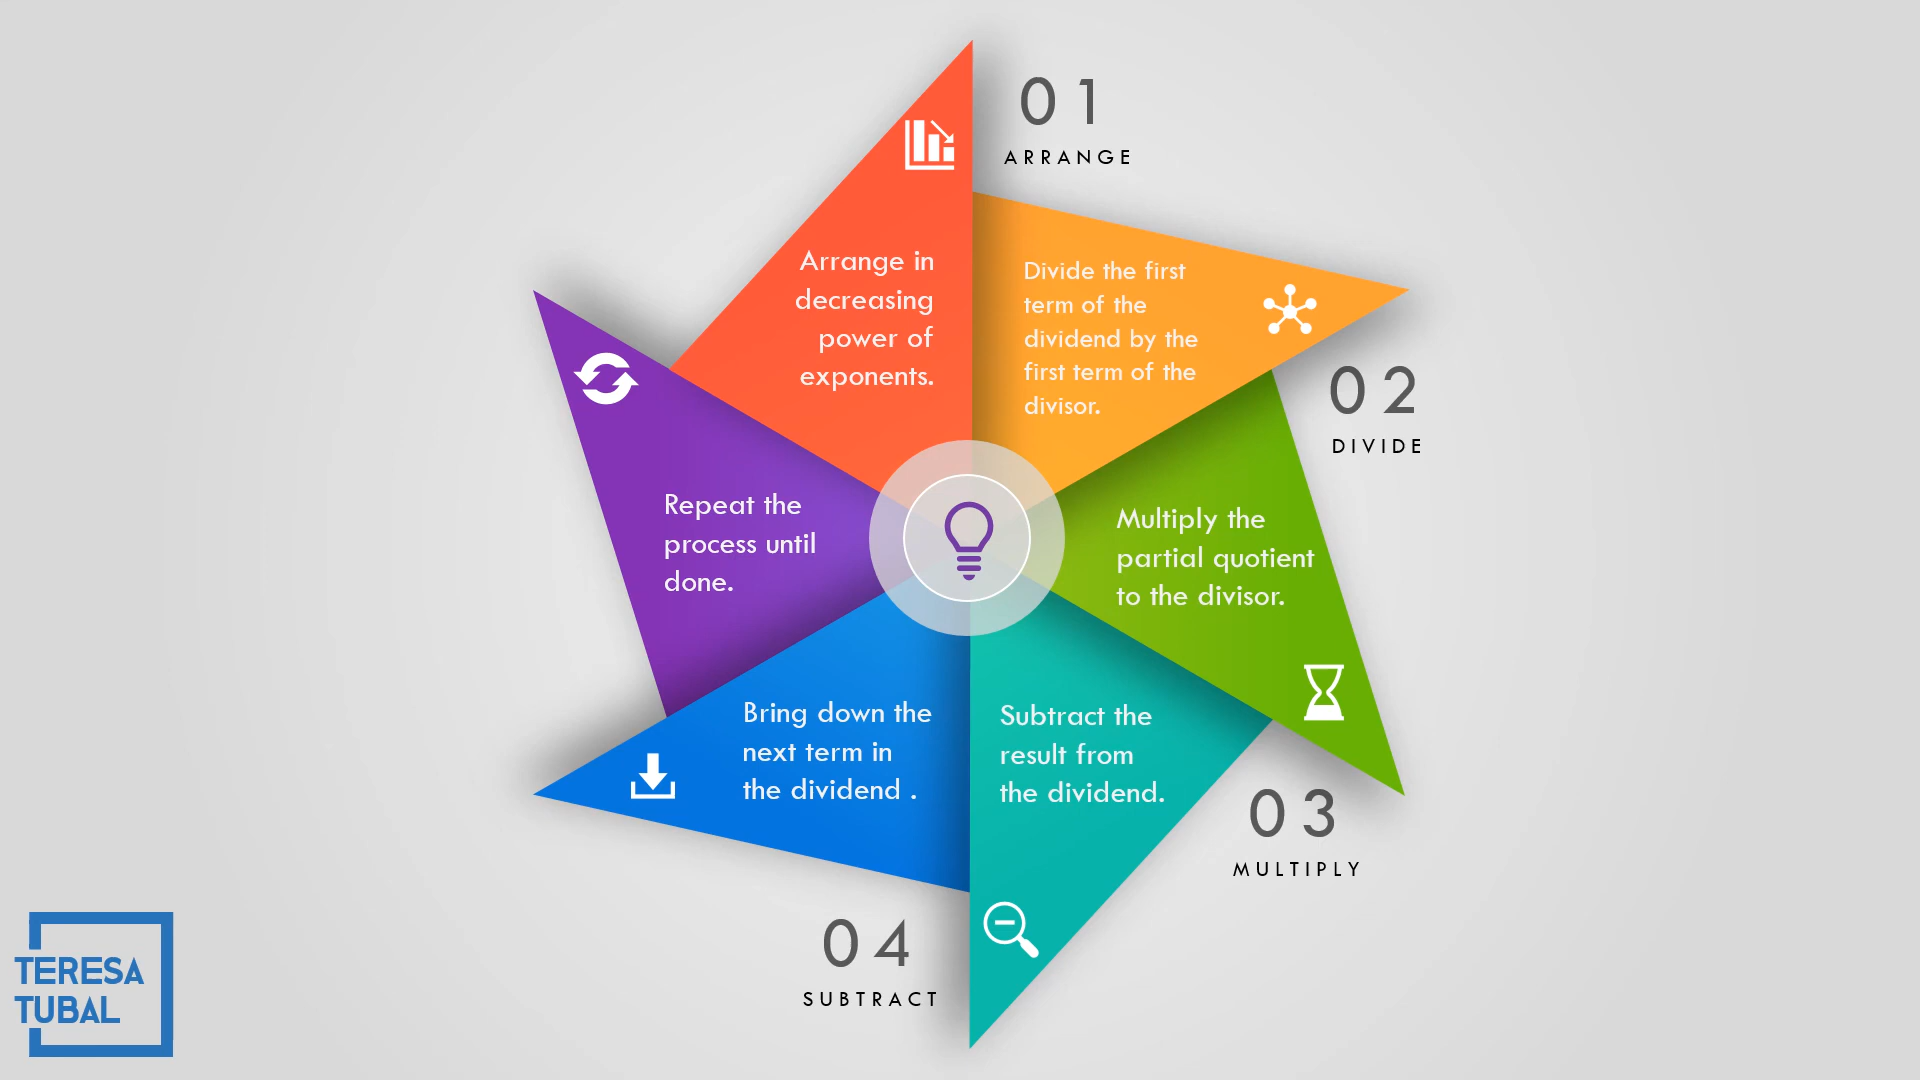 01
ARRANGE
Arrange in
decreasing
power of
exponents.
Divide the first
term of the
dividend by the
first term of the
divisor.
02
DIVIDE
Multiply the
partial quotient
to the divisor.
03
MULTIPLY
Subtract the
result from
the dividend.
04
SUBTRACT
Bring down the
next term in
the dividend .
Repeat the
process until
done.
TERESA
TUBAL